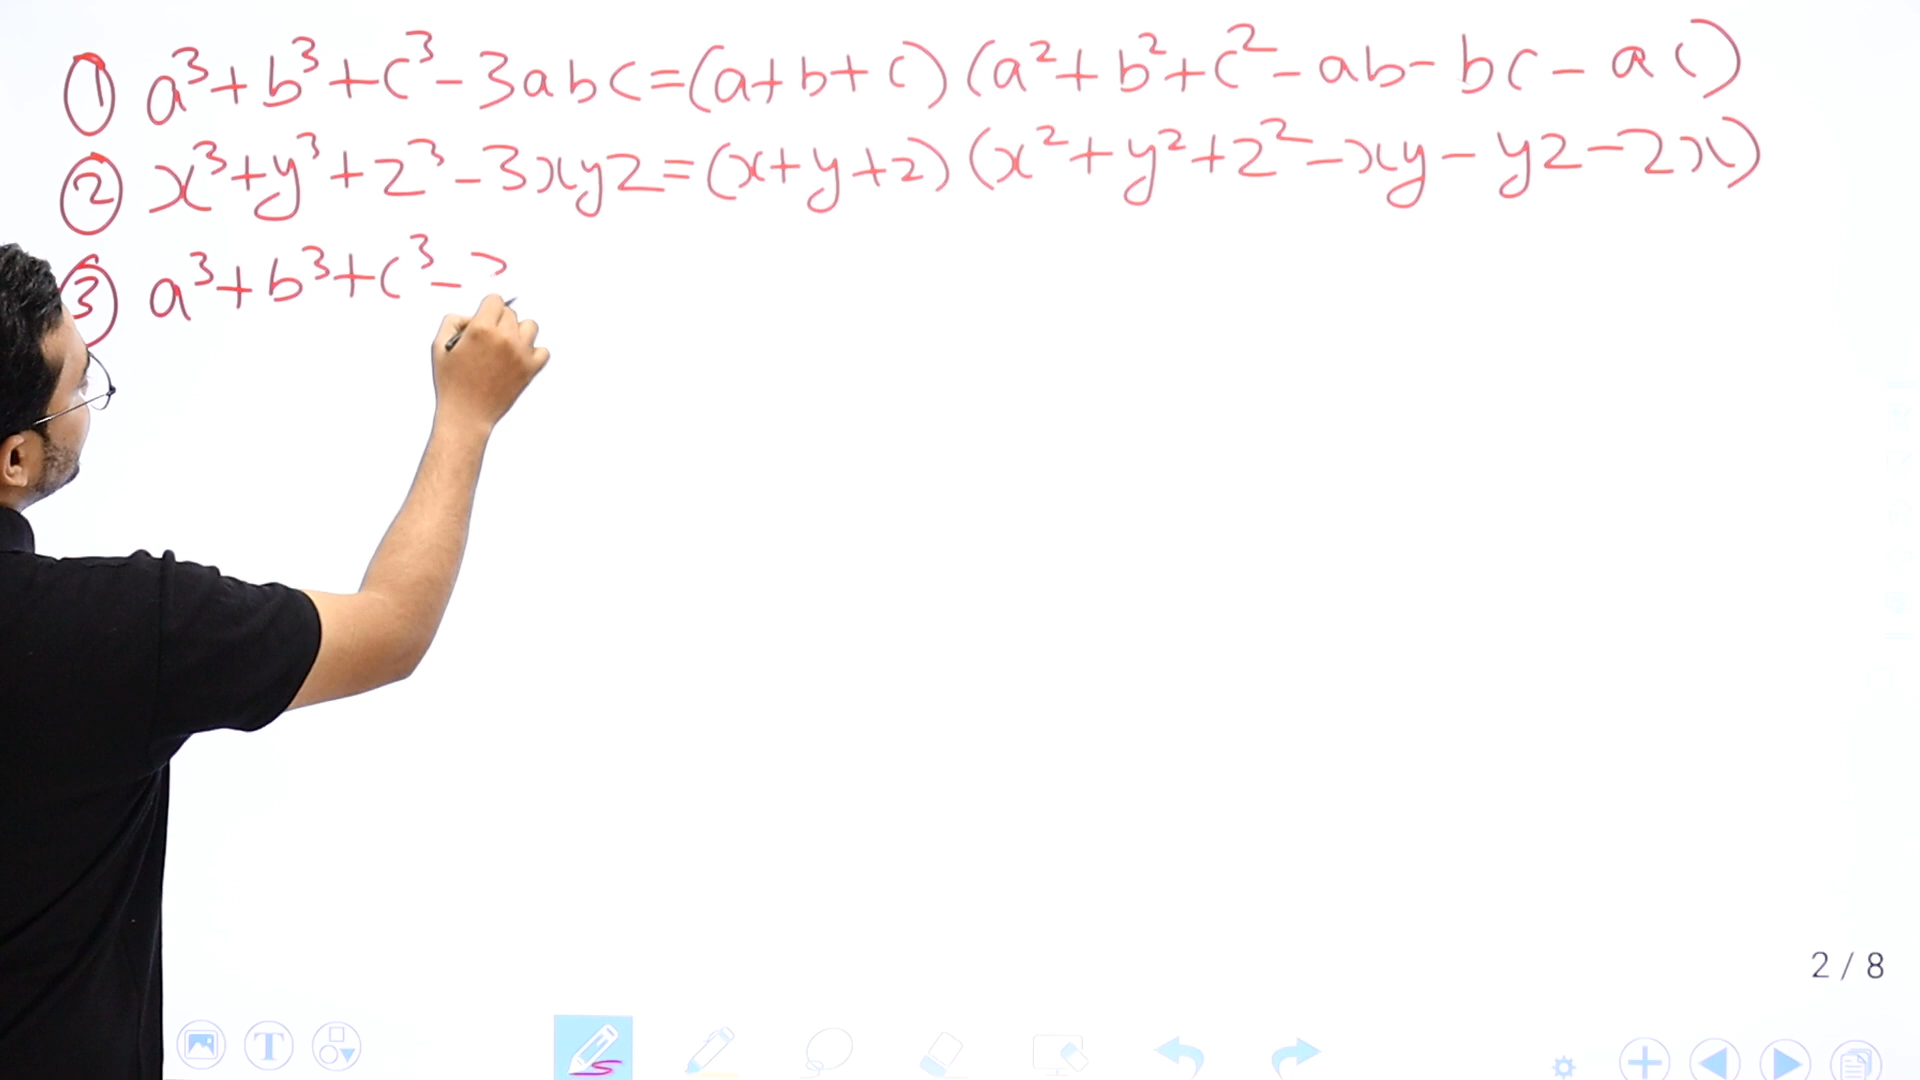 ① a³+b³+c³-3abc=(a+b+c)(a²+b²+c²-ab-bc-ac)
② x³+y³+z³-3xyz=(x+y+z)(x²+y²+z²-xy-yz-zx)
③ a³+b³+c³-
2 / 8
T